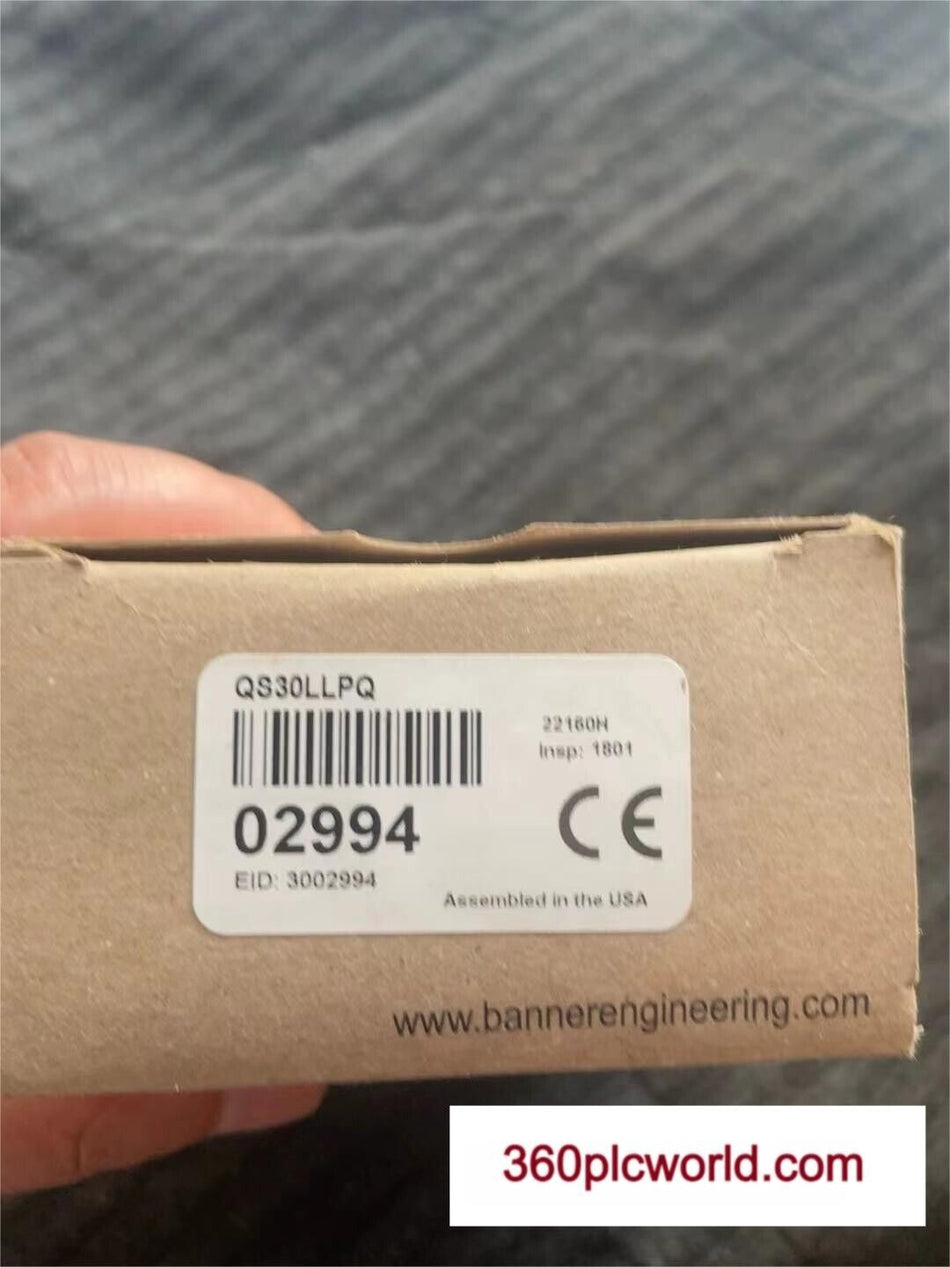 QS30LLPQ
22160H
Insp: 1801
02994
CE
EID: 3002994
Assembled in the USA
www.bannerengineering.com
360plcworld.com